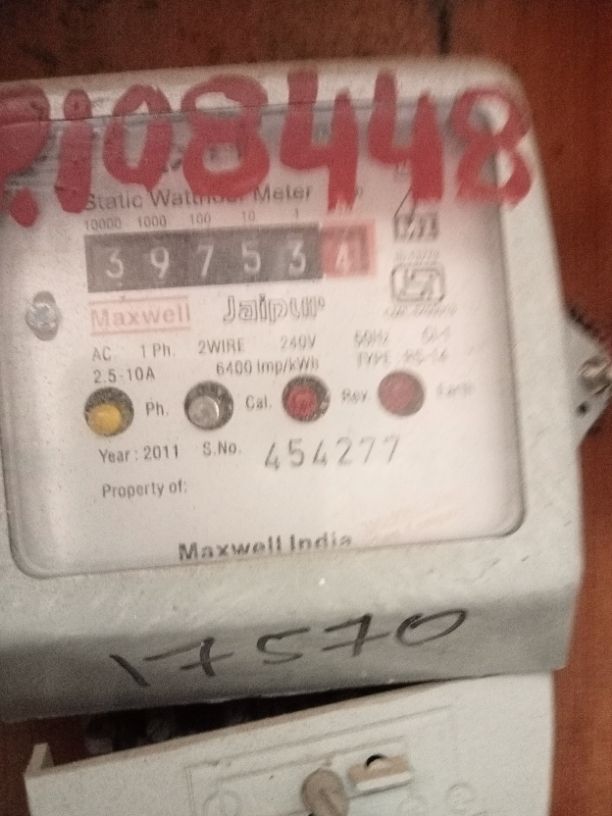 P.108448
Static Watthour Meter
10000 1000 100 10 1
3 9 7 5 3 4
Maxwell Jaipur
AC 1 Ph. 2WIRE 240V 50Hz
2.5-10A 6400 Imp/kWh TYPE
Ph. Cal. Rev. Earth
Year : 2011 S.No. 454277
Property of:
Maxwell India
17570